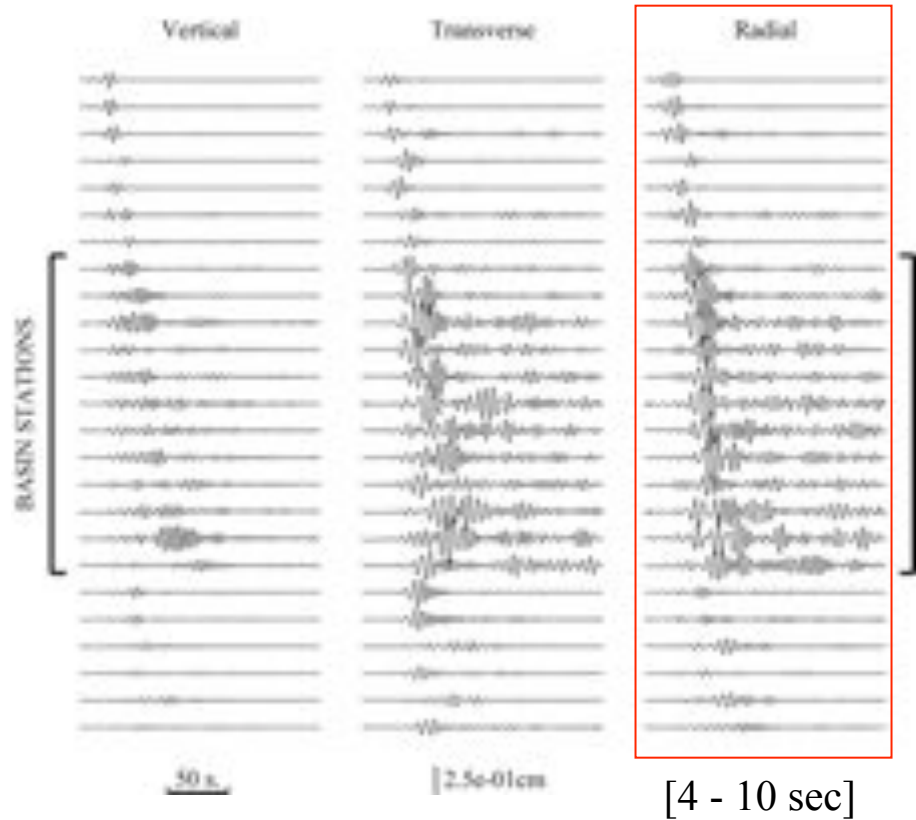 Vertical Transverse Radial
BASIN STATIONS
50 s. 2.5e-01cm
[4 - 10 sec]